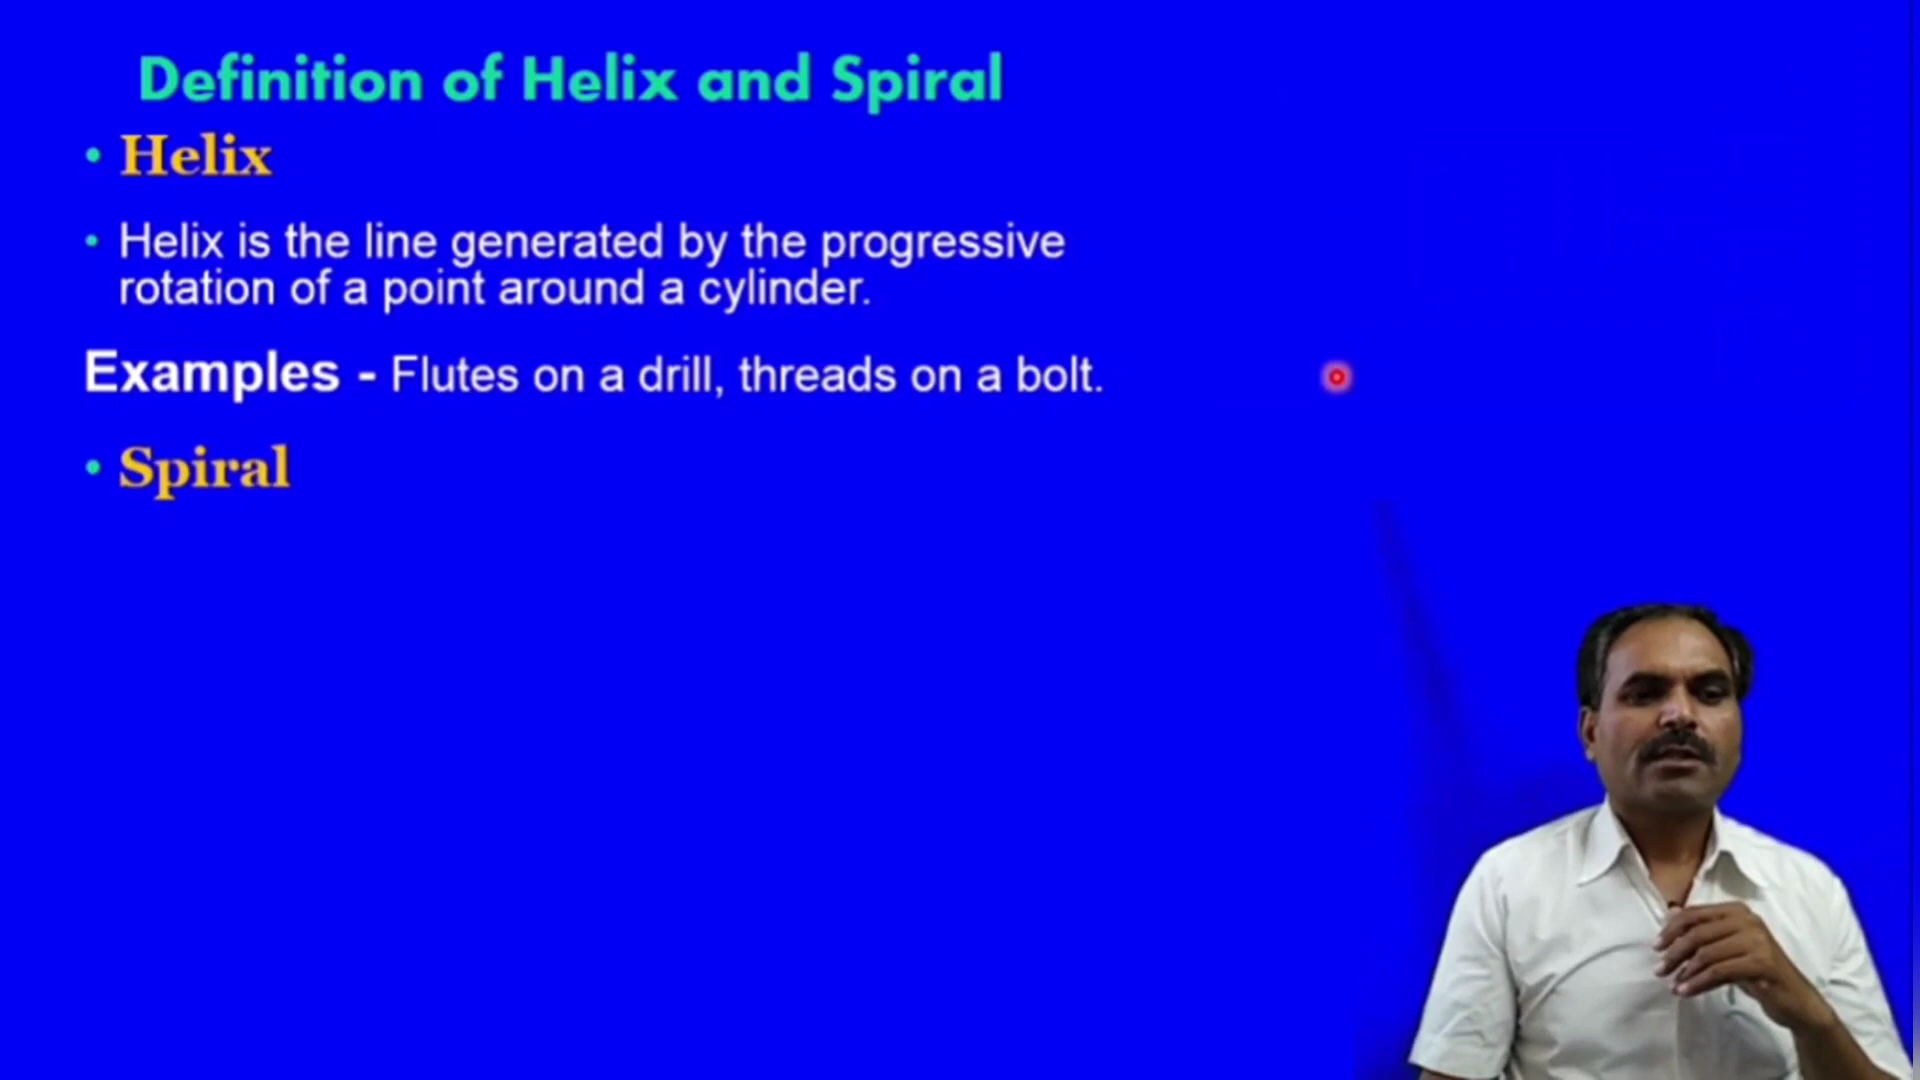 Definition of Helix and Spiral
• Helix
• Helix is the line generated by the progressive
rotation of a point around a cylinder.
Examples - Flutes on a drill, threads on a bolt.
• Spiral